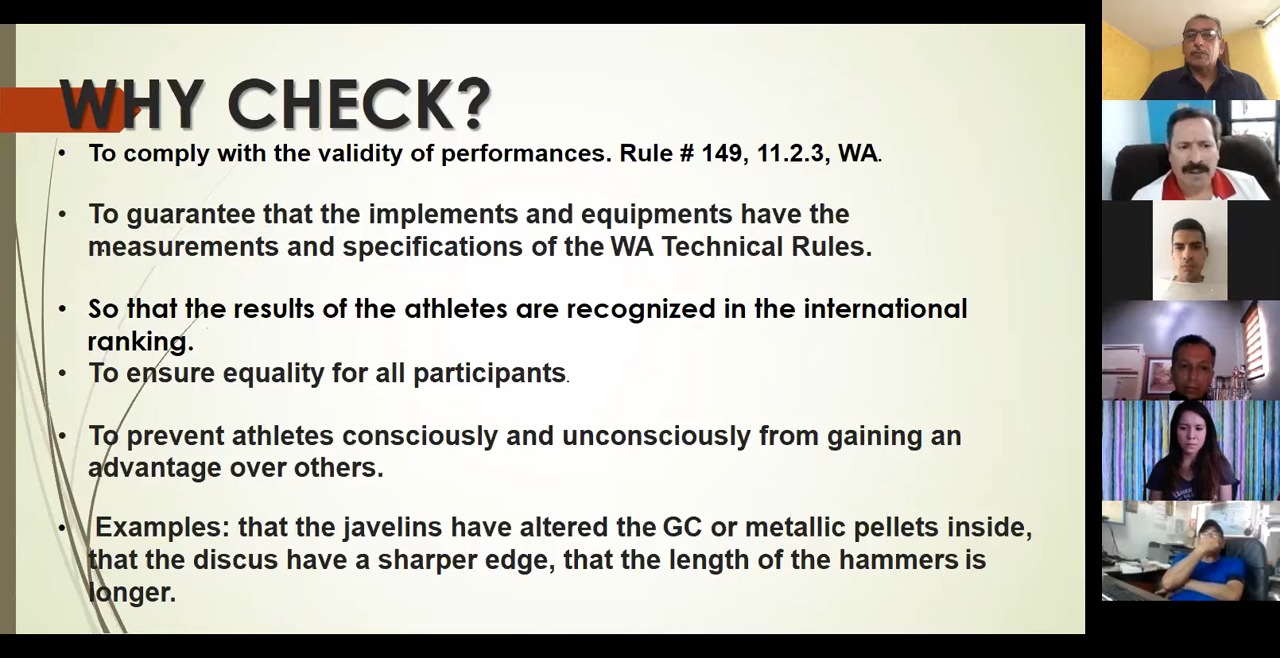 WHY CHECK?
• To comply with the validity of performances. Rule # 149, 11.2.3, WA.
• To guarantee that the implements and equipments have the
measurements and specifications of the WA Technical Rules.
• So that the results of the athletes are recognized in the international
ranking.
• To ensure equality for all participants.
• To prevent athletes consciously and unconsciously from gaining an
advantage over others.
• Examples: that the javelins have altered the GC or metallic pellets inside,
that the discus have a sharper edge, that the length of the hammers is
longer.